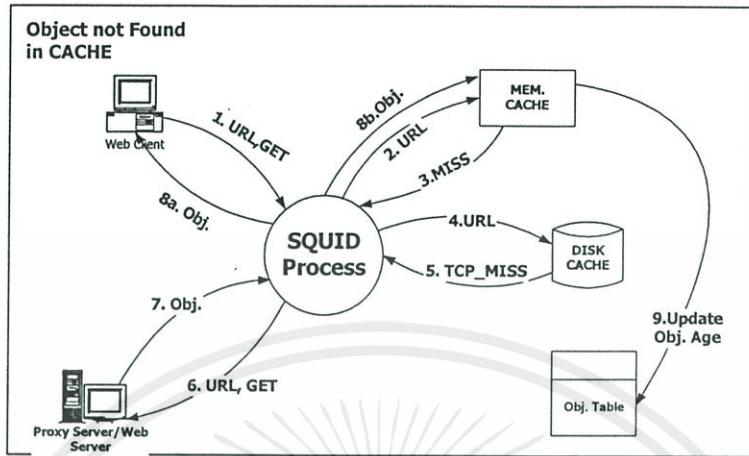 Object not Found
in CACHE
Web Client
1. URL,GET
8a. Obj.
8b.Obj.
2. URL
3.MISS
MEM.
CACHE
SQUID
Process
4.URL
5. TCP_MISS
DISK
CACHE
7. Obj.
6. URL, GET
Proxy Server/Web
Server
9.Update
Obj. Age
Obj. Table